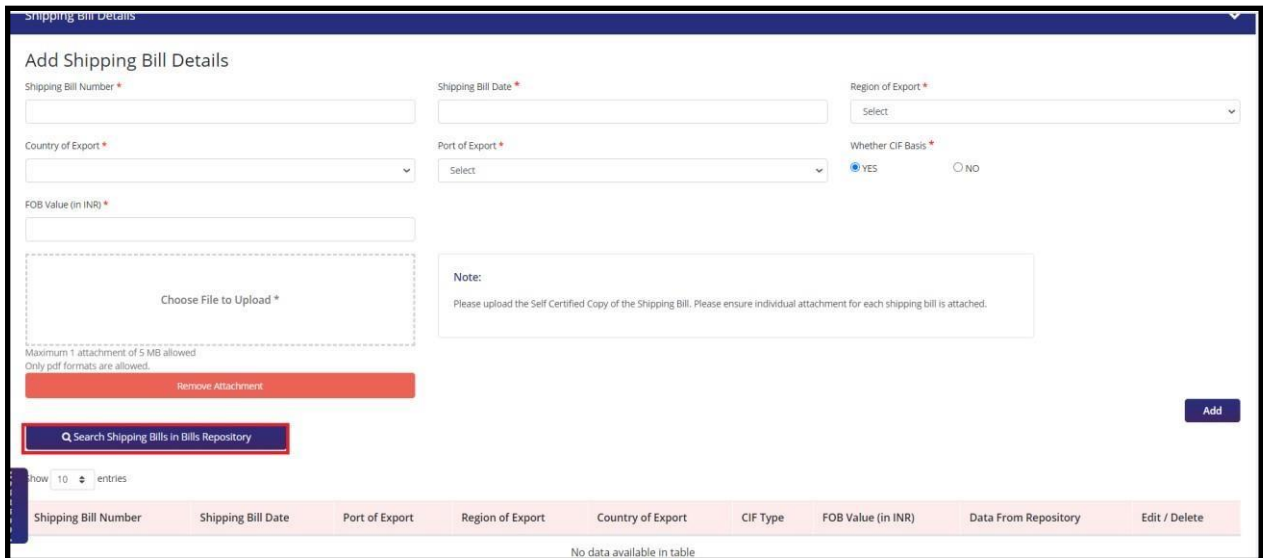 Shipping Bill Details
Add Shipping Bill Details
Shipping Bill Number *
Shipping Bill Date *
Region of Export *
Select
Country of Export *
Port of Export *
Whether CIF Basis *
Select
YES
NO
FOB Value (in INR) *
Choose File to Upload *
Note:
Please upload the Self Certified Copy of the Shipping Bill. Please ensure individual attachment for each shipping bill is attached.
Maximum 1 attachment of 5 MB allowed
Only pdf formats are allowed.
Remove Attachment
Add
Search Shipping Bills in Bills Repository
Show 10 entries
Shipping Bill Number Shipping Bill Date Port of Export Region of Export Country of Export CIF Type FOB Value (in INR) Data From Repository Edit / Delete
No data available in table